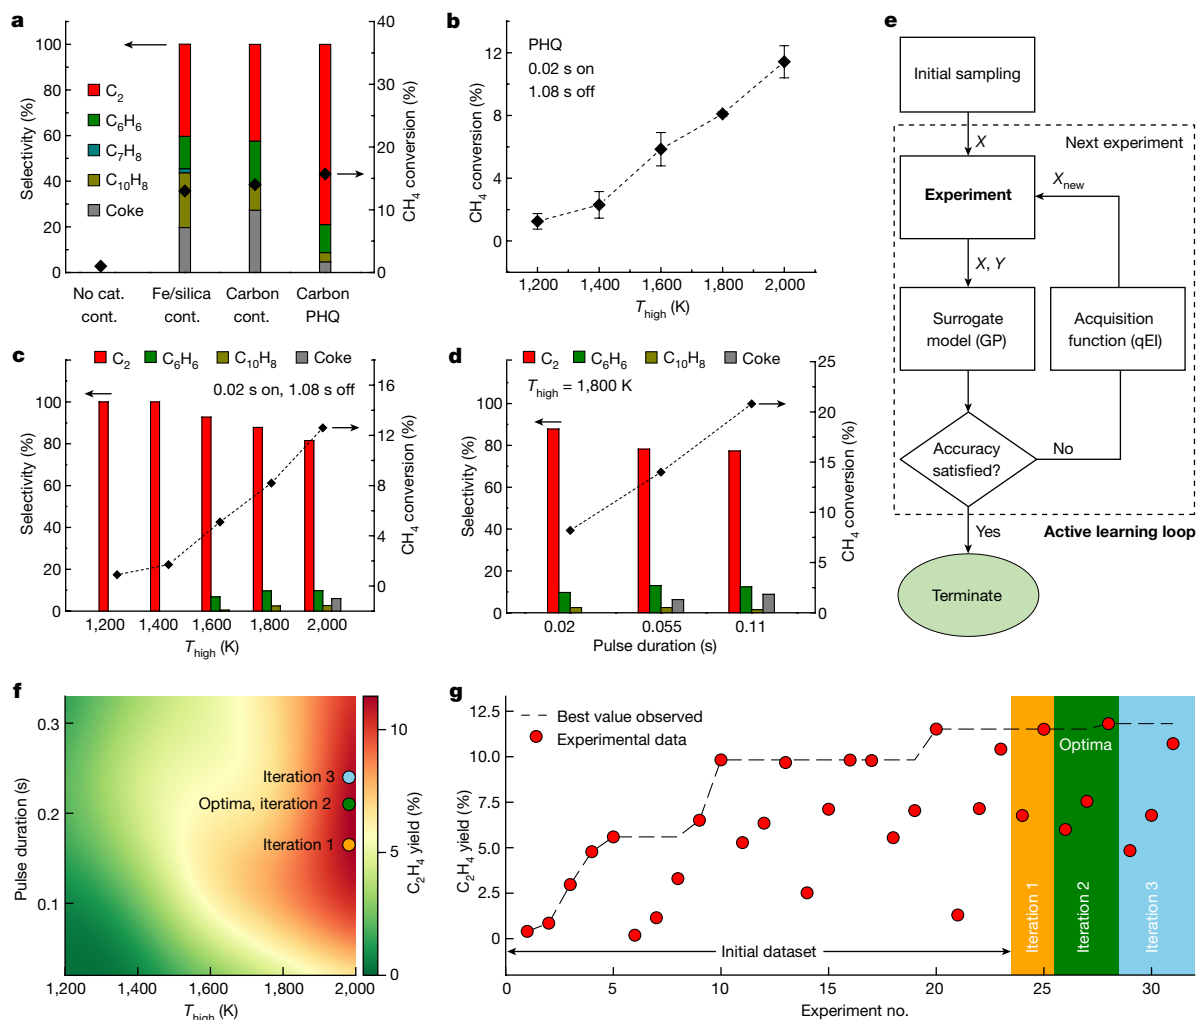 a
Selectivity (%)
100
80
60
40
20
0
C2
C6H6
C7H8
C10H8
Coke
40
30
20
10
0
CH4 conversion (%)
No cat. cont.
Fe/silica cont.
Carbon cont.
Carbon PHQ
b
PHQ
0.02 s on
1.08 s off
CH4 conversion (%)
12
8
4
0
1,200 1,400 1,600 1,800 2,000
Thigh (K)
c
C2 C6H6 C10H8 Coke
0.02 s on, 1.08 s off
Selectivity (%)
100
80
60
40
20
0
16
12
8
4
0
CH4 conversion (%)
1,200 1,400 1,600 1,800 2,000
Thigh (K)
d
C2 C6H6 C10H8 Coke
Thigh = 1,800 K
Selectivity (%)
100
80
60
40
20
0
25
20
15
10
5
0
CH4 conversion (%)
0.02 0.055 0.11
Pulse duration (s)
e
Initial sampling
X
Next experiment
Experiment
Xnew
X, Y
Surrogate
model (GP)
Acquisition
function (qEI)
Accuracy
satisfied?
No
Yes
Active learning loop
Terminate
f
Pulse duration (s)
0.3
0.2
0.1
Iteration 3
Optima, iteration 2
Iteration 1
1,200 1,400 1,600 1,800 2,000
Thigh (K)
10
5
0
C2H4 yield (%)
g
C2H4 yield (%)
12.5
10.0
7.5
5.0
2.5
0
Best value observed
Experimental data
Optima
Initial dataset
Iteration 1
Iteration 2
Iteration 3
0 5 10 15 20 25 30
Experiment no.